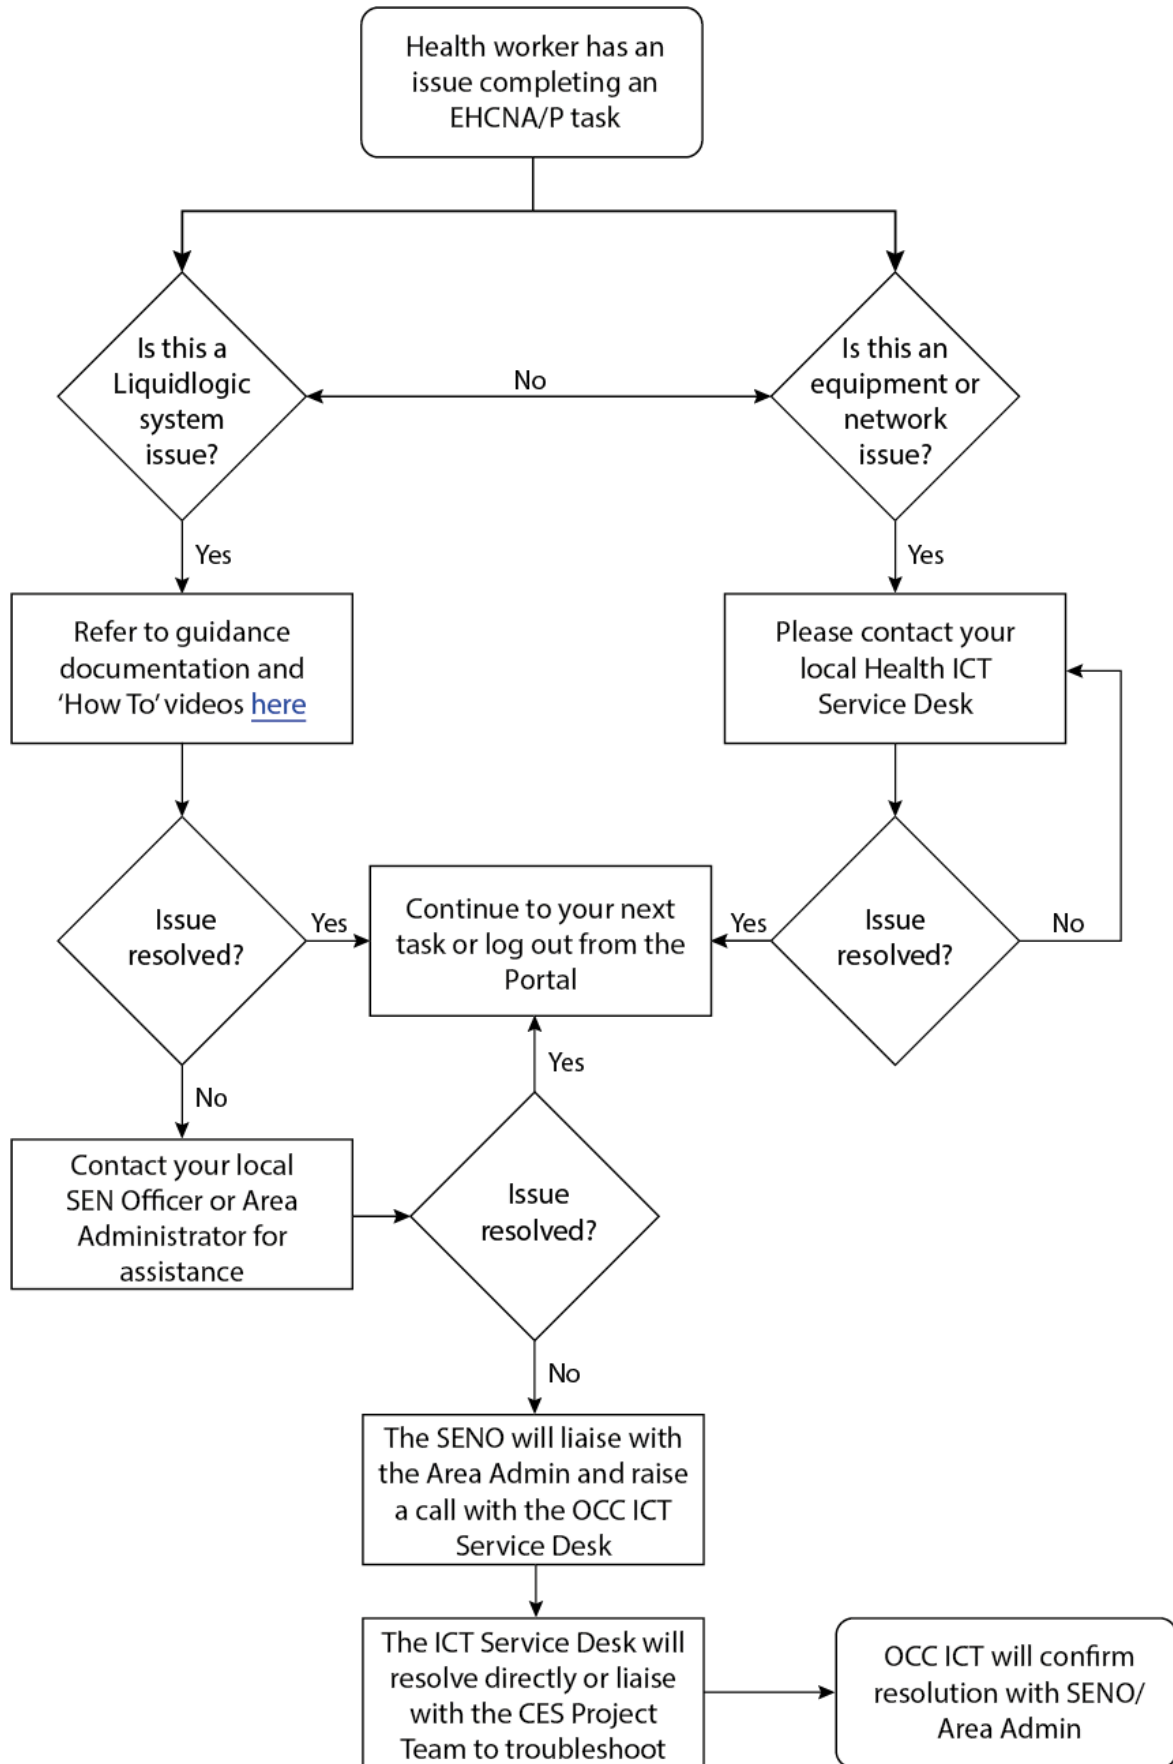 Health worker has an
issue completing an
EHCNA/P task
Is this a
Liquidlogic
system
issue?
No
Is this an
equipment or
network
issue?
Yes
Yes
Refer to guidance
documentation and
‘How To’ videos here
Please contact your
local Health ICT
Service Desk
Issue
resolved?
Yes
Continue to your next
task or log out from the
Portal
Yes
Issue
resolved?
No
No
Yes
Contact your local
SEN Officer or Area
Administrator for
assistance
Issue
resolved?
No
The SENO will liaise with
the Area Admin and raise
a call with the OCC ICT
Service Desk
The ICT Service Desk will
resolve directly or liaise
with the CES Project
Team to troubleshoot
OCC ICT will confirm
resolution with SENO/
Area Admin